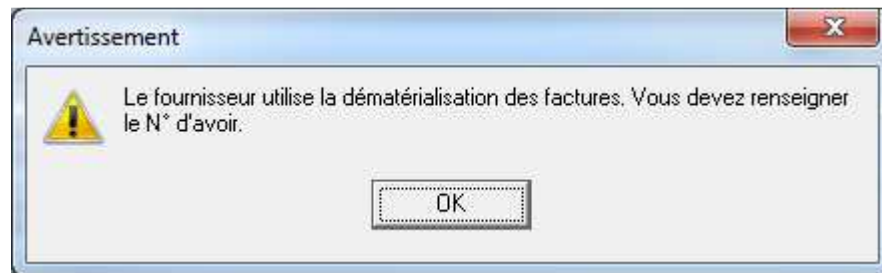 Avertissement
Le fournisseur utilise la dématérialisation des factures. Vous devez renseigner
le N° d'avoir.
OK